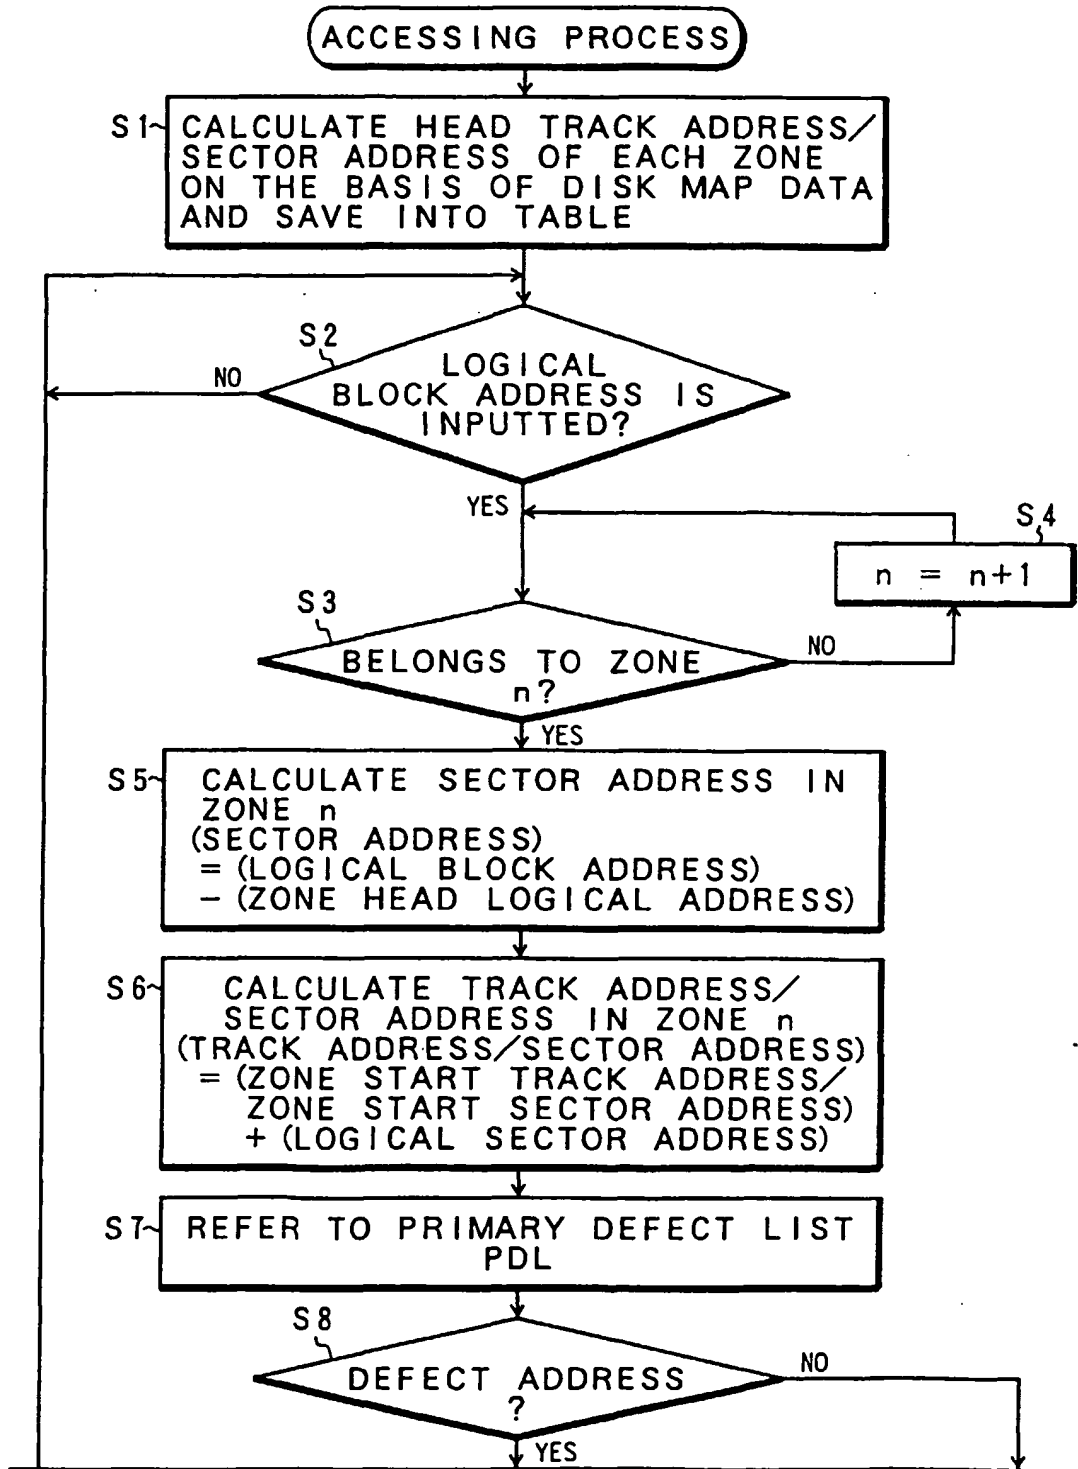 ACCESSING PROCESS
S1
CALCULATE HEAD TRACK ADDRESS/
SECTOR ADDRESS OF EACH ZONE
ON THE BASIS OF DISK MAP DATA
AND SAVE INTO TABLE
S2
LOGICAL
BLOCK ADDRESS IS
INPUTTED?
NO
YES
S4
n = n+1
S3
BELONGS TO ZONE
n?
NO
YES
S5
CALCULATE SECTOR ADDRESS IN
ZONE n
(SECTOR ADDRESS)
= (LOGICAL BLOCK ADDRESS)
- (ZONE HEAD LOGICAL ADDRESS)
S6
CALCULATE TRACK ADDRESS/
SECTOR ADDRESS IN ZONE n
(TRACK ADDRESS/SECTOR ADDRESS)
= (ZONE START TRACK ADDRESS/
ZONE START SECTOR ADDRESS)
+ (LOGICAL SECTOR ADDRESS)
S7
REFER TO PRIMARY DEFECT LIST
PDL
S8
DEFECT ADDRESS
?
NO
YES